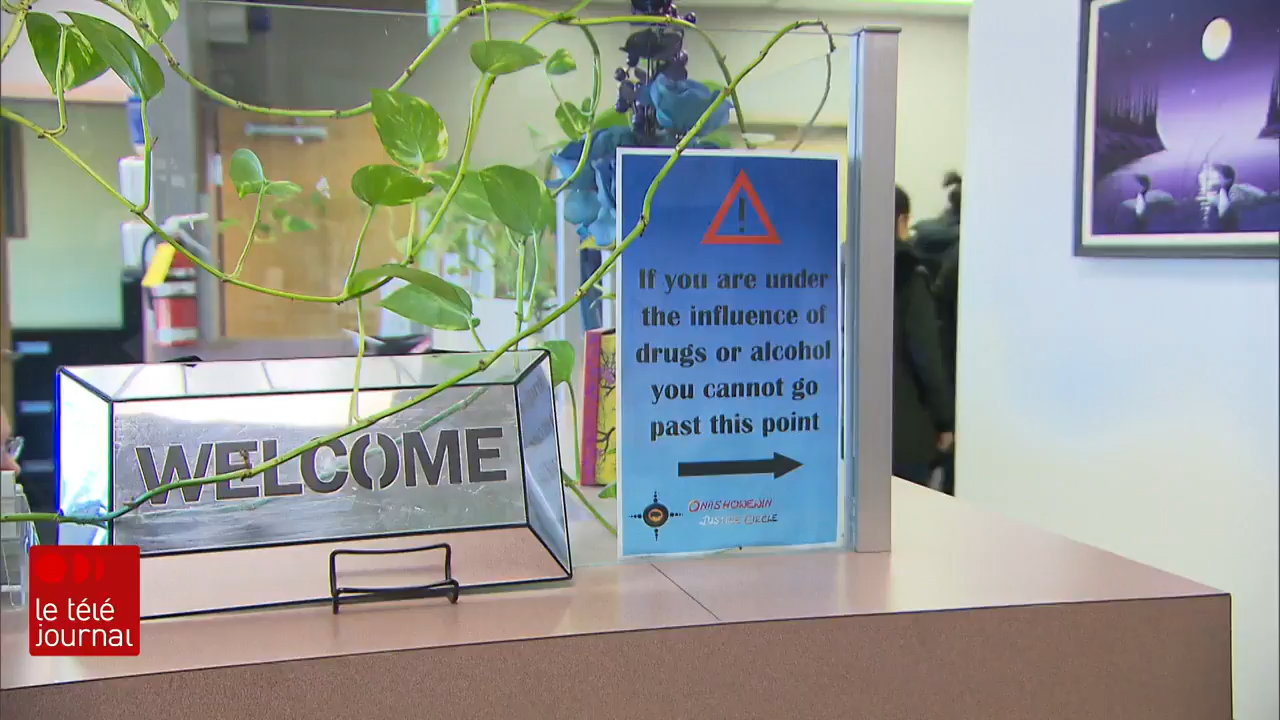 WELCOME
!
If you are under
the influence of
drugs or alcohol
you cannot go
past this point
ONASHOWEWIN
JUSTICE CIRCLE
le télé
journal